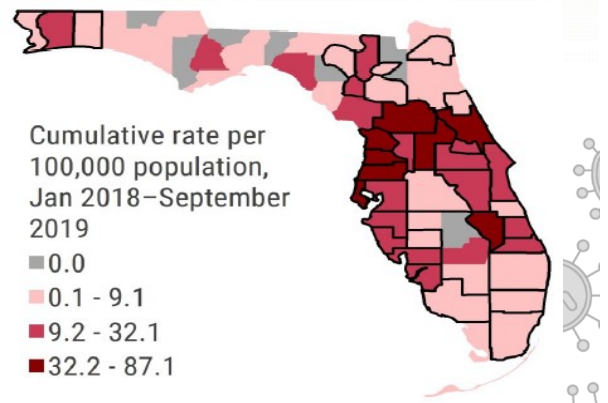 Cumulative rate per
100,000 population,
Jan 2018–September
2019
0.0
0.1 - 9.1
9.2 - 32.1
32.2 - 87.1